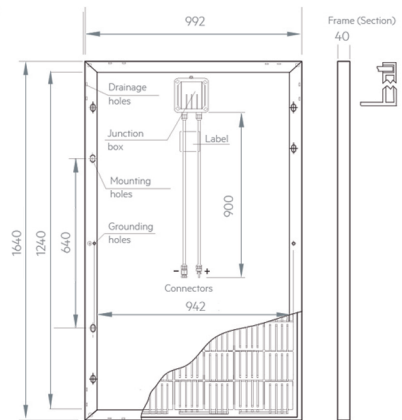 992
Frame (Section)
40
Drainage
holes
Junction
box
Label
Mounting
holes
900
1640
1240
640
Grounding
holes
- +
Connectors
942